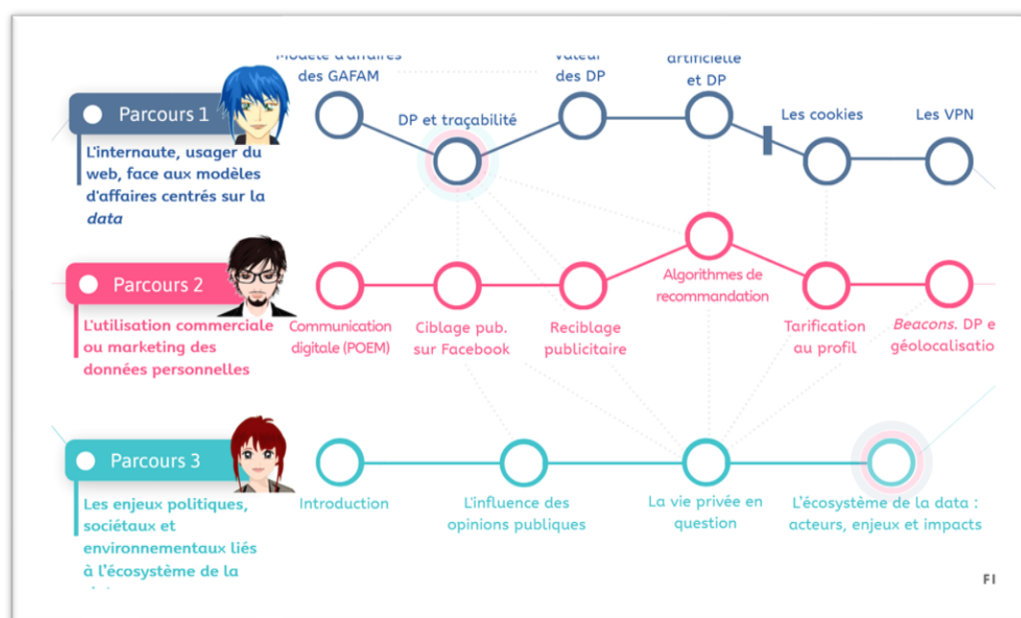 Modèle d'affaires
des GAFAM
DP et traçabilité
valeur
des DP
artificielle
et DP
Les cookies
Les VPN
Parcours 1
L'internaute, usager du
web, face aux modèles
d'affaires centrés sur la
data
Parcours 2
L'utilisation commerciale
ou marketing des
données personnelles
Communication
digitale (POEM)
Ciblage pub.
sur Facebook
Reciblage
publicitaire
Algorithmes de
recommandation
Tarification
au profil
Beacons. DP e
géolocalisatio
Parcours 3
Les enjeux politiques,
sociétaux et
environnementaux liés
à l'écosystème de la
Introduction
L'influence des
opinions publiques
La vie privée en
question
L'écosystème de la data :
acteurs, enjeux et impacts
FI